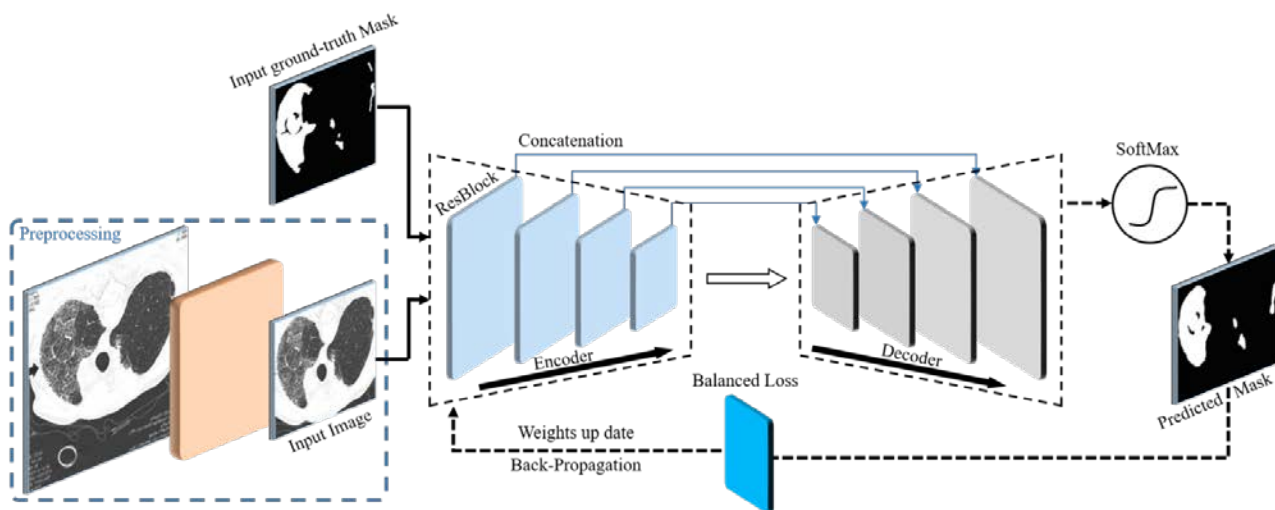 Input ground-truth Mask
Concatenation
SoftMax
ResBlock
Preprocessing
Encoder
Decoder
Balanced Loss
Input Image
Predicted Mask
Weights up date
Back-Propagation